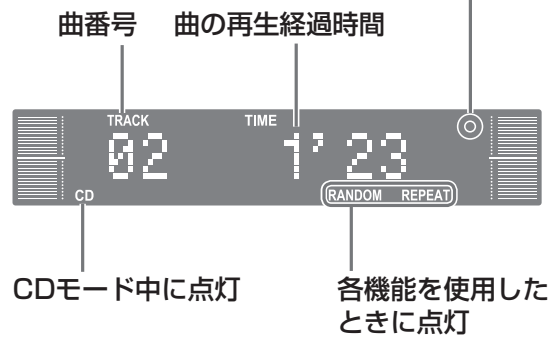 曲番号 曲の再生経過時間
TRACK TIME
02 1’23
CD RANDOM REPEAT
CDモード中に点灯
各機能を使用した
ときに点灯